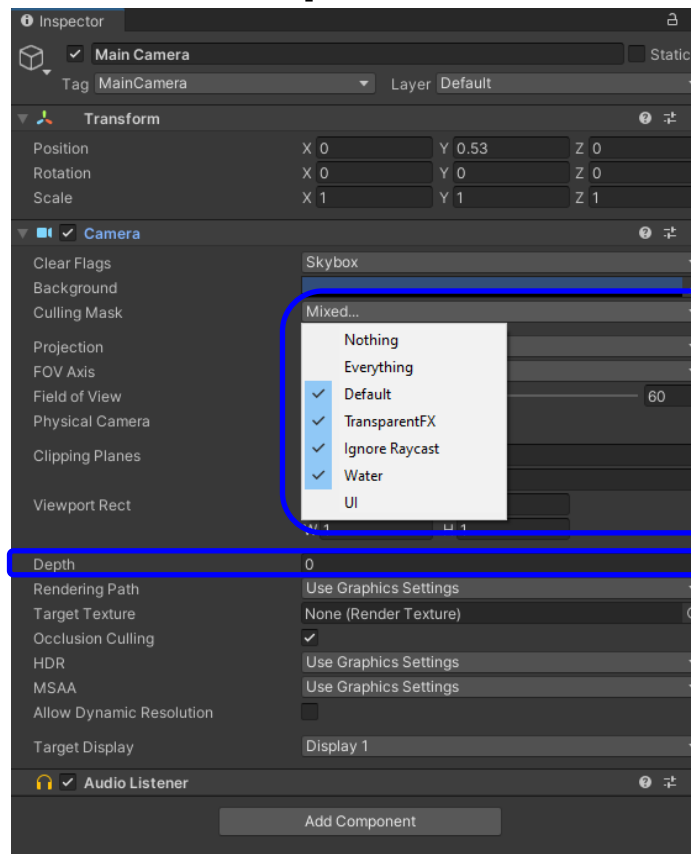 Inspector
Main Camera Static
Tag MainCamera Layer Default
Transform
Position X 0 Y 0.53 Z 0
Rotation X 0 Y 0 Z 0
Scale X 1 Y 1 Z 1
Camera
Clear Flags Skybox
Background
Culling Mask Mixed...
Nothing
Projection
Everything
FOV Axis
Default
Field of View 60
TransparentFX
Physical Camera
Ignore Raycast
Clipping Planes
Water
Viewport Rect
UI
W 1 H 1
Depth 0
Rendering Path Use Graphics Settings
Target Texture None (Render Texture)
Occlusion Culling
HDR Use Graphics Settings
MSAA Use Graphics Settings
Allow Dynamic Resolution
Target Display Display 1
Audio Listener
Add Component